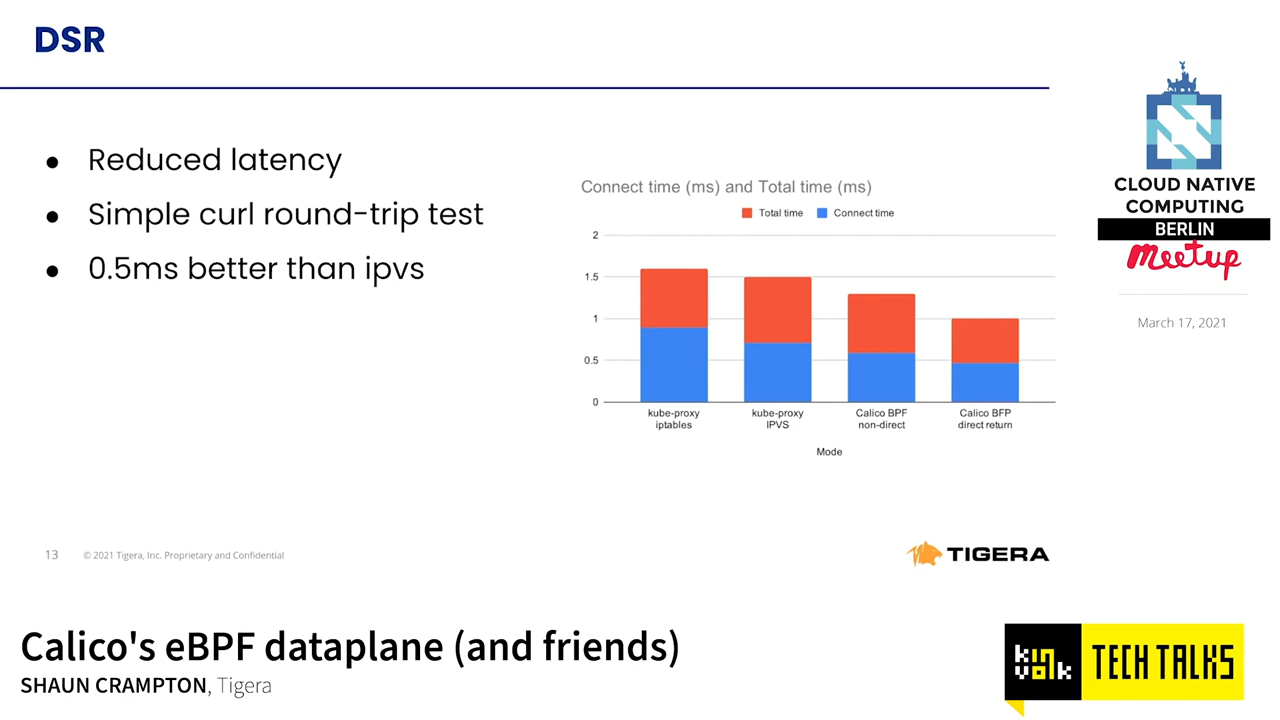 DSR
Reduced latency
Simple curl round-trip test
0.5ms better than ipvs
Connect time (ms) and Total time (ms)
Total time
Connect time
2
1.5
1
0.5
0
kube-proxy
iptables
kube-proxy
IPVS
Calico BPF
non-direct
Calico BFP
direct return
Mode
13
© 2021 Tigera, Inc. Proprietary and Confidential
TIGERA
CLOUD NATIVE
COMPUTING
BERLIN
meetup
March 17, 2021
Calico's eBPF dataplane (and friends)
SHAUN CRAMPTON, Tigera
kinvolk
TECH TALKS